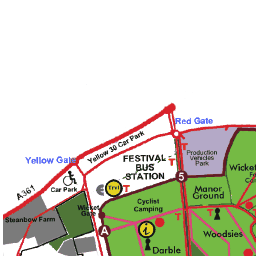 Red Gate
Yellow 30 Car Park
Yellow Gate
FESTIVAL
BUS
STATION
Production
Vehicles
Park
A361
Car Park
Trvl
5
Wicket
Manor
Ground
Wicket
Gate
Cyclist
Camping
Steanbow Farm
A
i
Woodsies
Darble